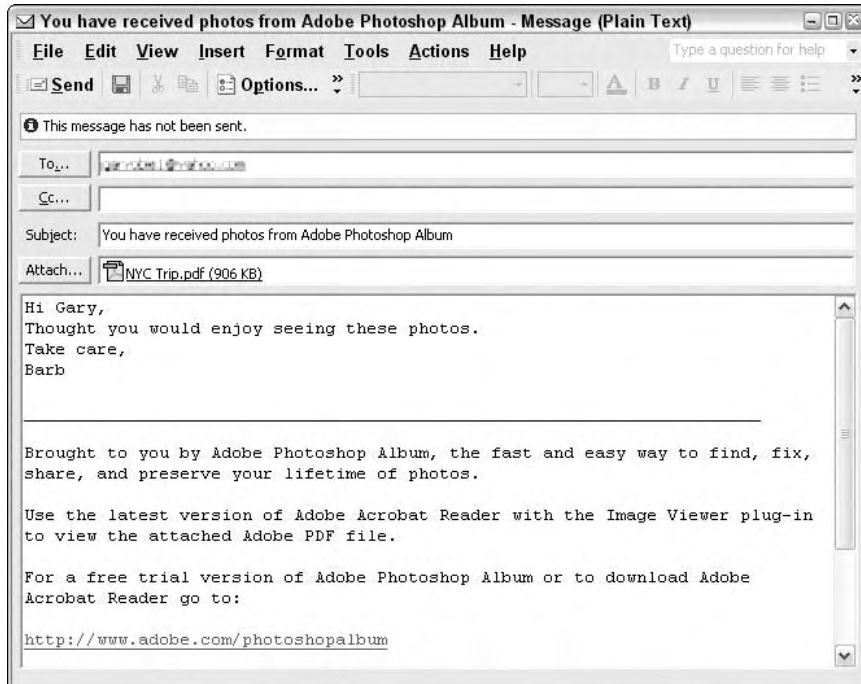 You have received photos from Adobe Photoshop Album - Message (Plain Text)
File Edit View Insert Format Tools Actions Help Type a question for help
Send Options...
This message has not been sent.
To...
Cc...
Subject: You have received photos from Adobe Photoshop Album
Attach... NYC Trip.pdf (906 KB)
Hi Gary,
Thought you would enjoy seeing these photos.
Take care,
Barb
Brought to you by Adobe Photoshop Album, the fast and easy way to find, fix,
share, and preserve your lifetime of photos.
Use the latest version of Adobe Acrobat Reader with the Image Viewer plug-in
to view the attached Adobe PDF file.
For a free trial version of Adobe Photoshop Album or to download Adobe
Acrobat Reader go to:
http://www.adobe.com/photoshopalbum